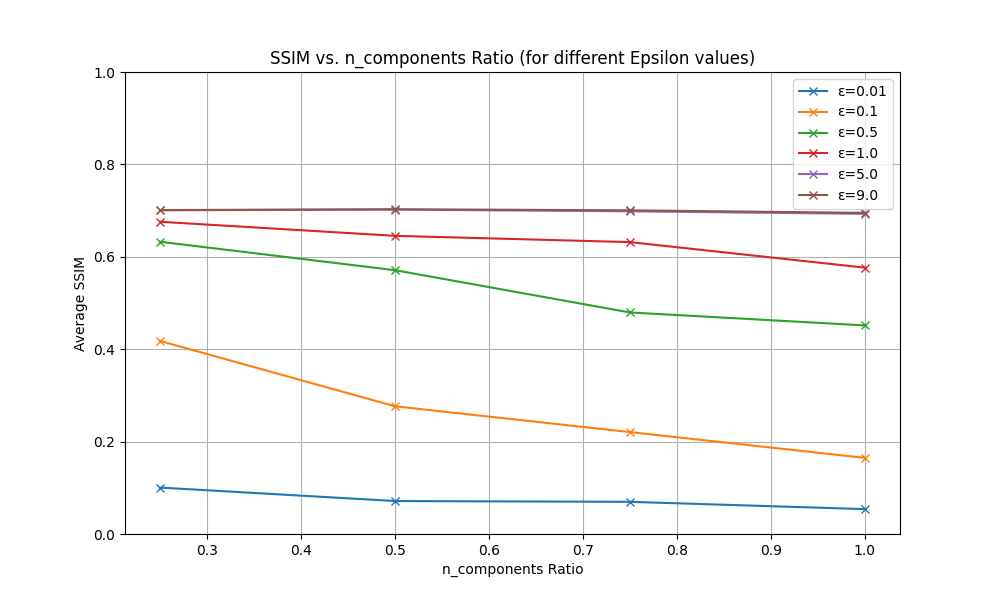 SSIM vs. n_components Ratio (for different Epsilon values)
1.0
0.8
0.6
0.4
0.2
0.0
Average SSIM
ε=0.01
ε=0.1
ε=0.5
ε=1.0
ε=5.0
ε=9.0
0.3 0.4 0.5 0.6 0.7 0.8 0.9 1.0
n_components Ratio